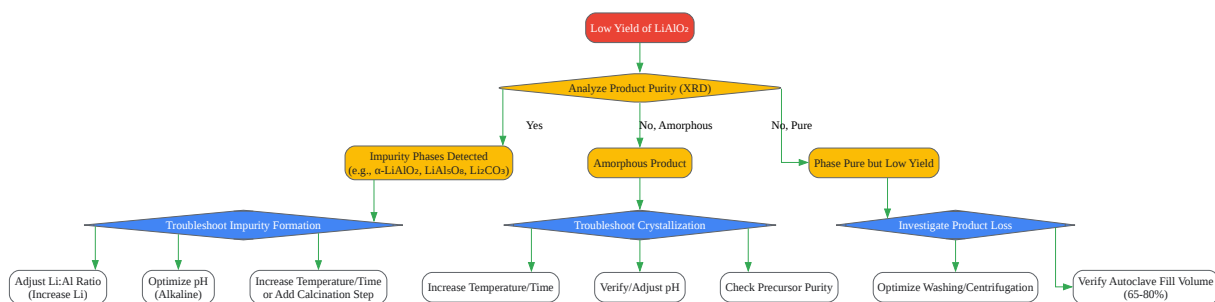 Low Yield of LiAlO₂
Analyze Product Purity (XRD)
Yes
No, Amorphous
No, Pure
Impurity Phases Detected
(e.g., α-LiAlO₂, LiAl₅O₈, Li₂CO₃)
Amorphous Product
Phase Pure but Low Yield
Troubleshoot Impurity Formation
Troubleshoot Crystallization
Investigate Product Loss
Adjust Li:Al Ratio
(Increase Li)
Optimize pH
(Alkaline)
Increase Temperature/Time
or Add Calcination Step
Increase Temperature/Time
Verify/Adjust pH
Check Precursor Purity
Optimize Washing/Centrifugation
Verify Autoclave Fill Volume
(65-80%)